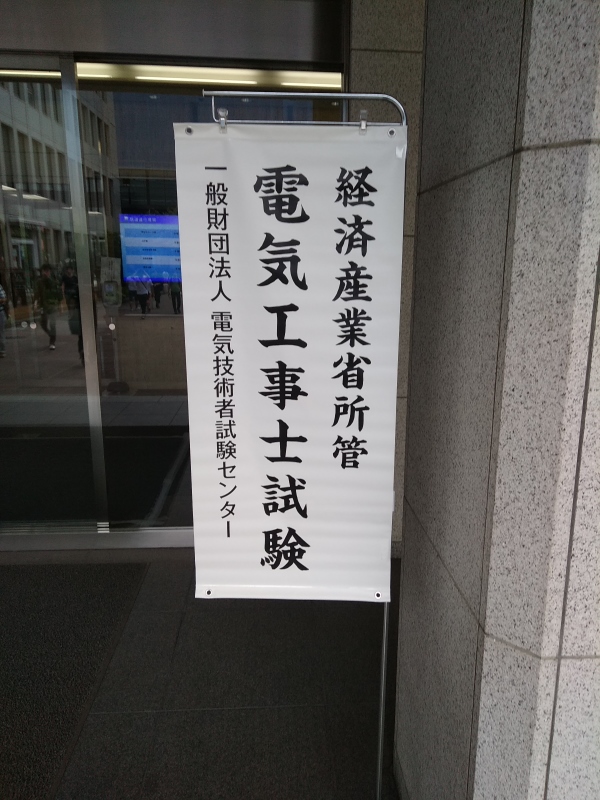 経済産業省所管
電気工事士試験
一般財団法人 電気技術者試験センター